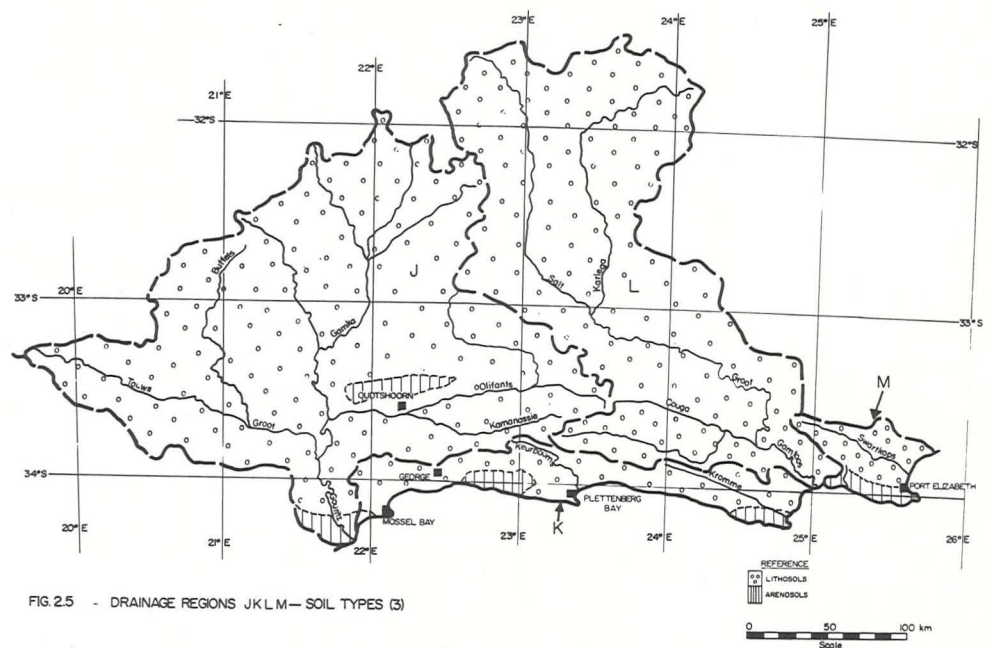 23° E
24° E
25° E
22° E
21° E
32° S
32° S
Buffels
J
Salt
Kariega
L
20° E
33° S
33° S
Gamka
Touws
Groot
OUDTSHOORN
Olifants
Kamanassie
Groot
Couga
Gamtoos
M
Swartkops
34° S
GEORGE
Keurbooms
Kromme
PORT ELIZABETH
Gourits
MOSSEL BAY
PLETTENBERG
BAY
K
20° E
21° E
22° E
23° E
24° E
25° E
26° E
REFERENCE
LITHOSOLS
ARENOSOLS
FIG. 2.5 - DRAINAGE REGIONS JKLM — SOIL TYPES (3)
0 50 100 km
Scale